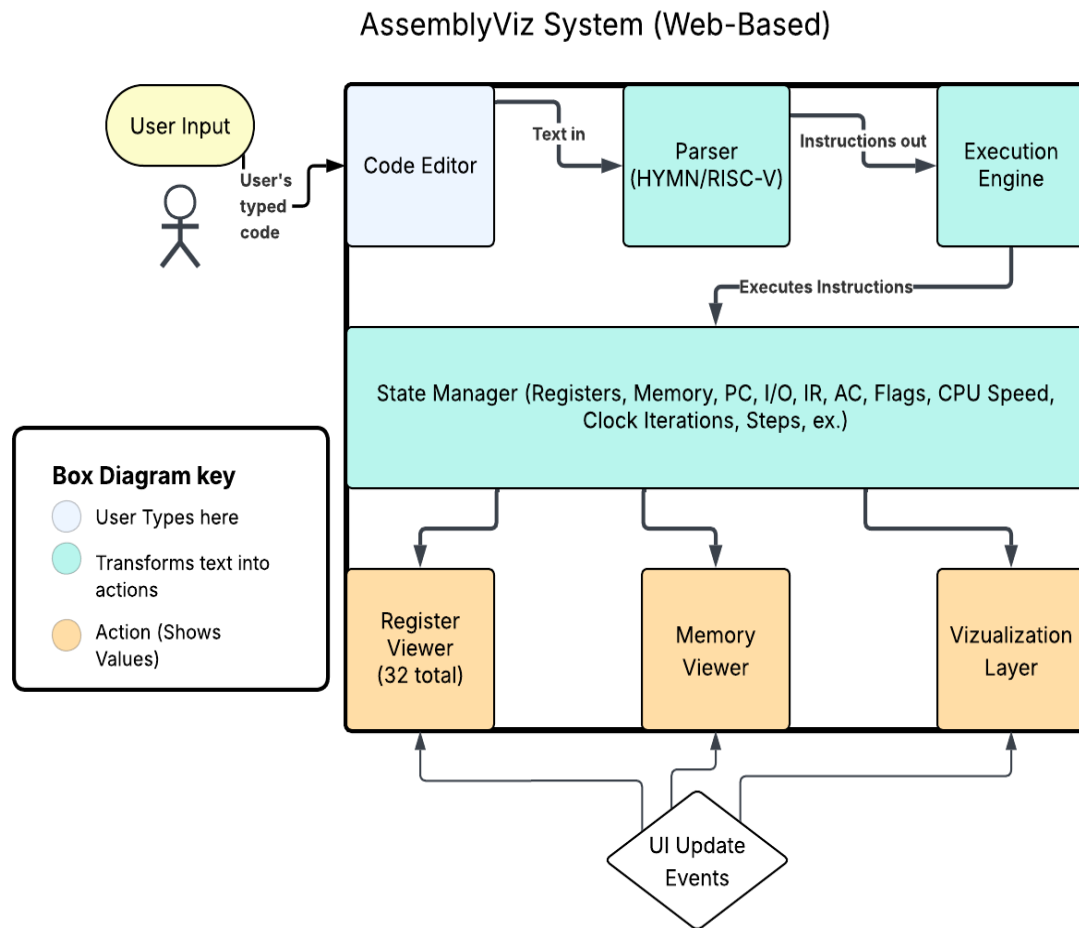 AssemblyViz System (Web-Based)
User Input
User's
typed
code
Code Editor
Text in
Parser
(HYMN/RISC-V)
Instructions out
Execution
Engine
Executes Instructions
State Manager (Registers, Memory, PC, I/O, IR, AC, Flags, CPU Speed,
Clock Iterations, Steps, ex.)
Box Diagram key
User Types here
Transforms text into
actions
Action (Shows
Values)
Register
Viewer
(32 total)
Memory
Viewer
Vizualization
Layer
UI Update
Events